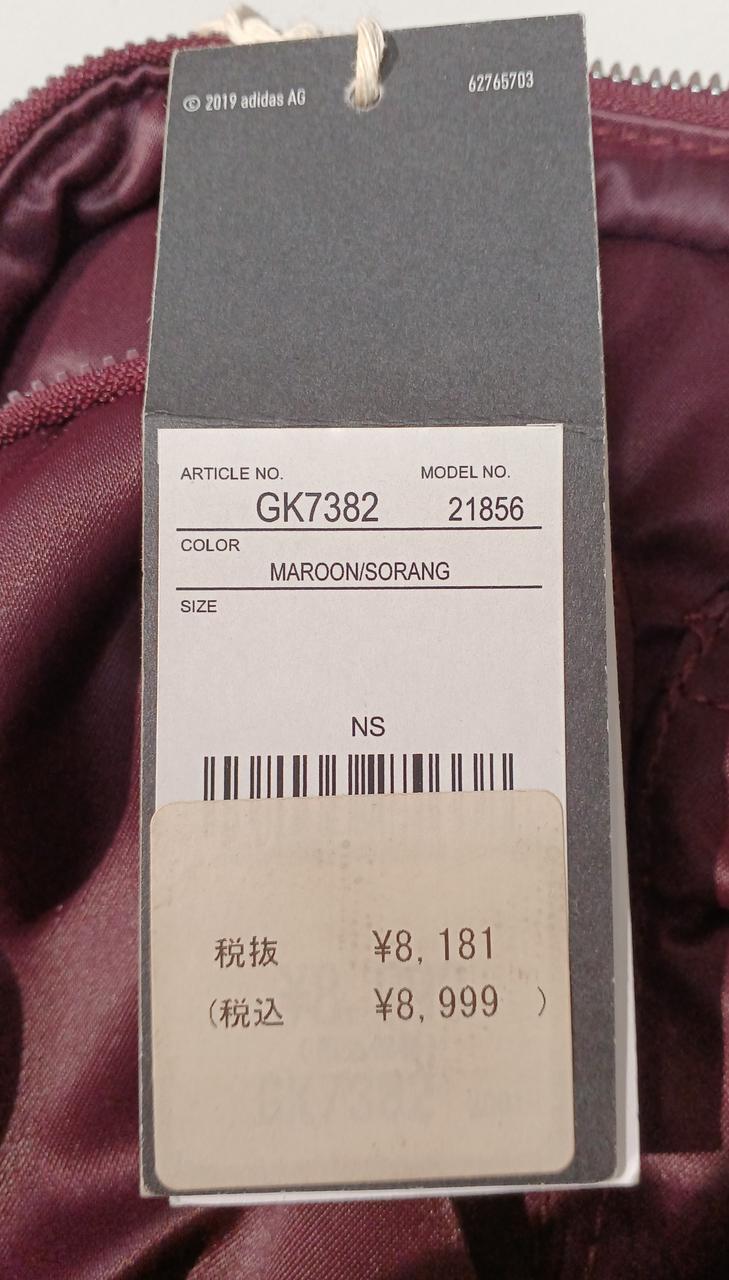 © 2019 adidas AG 62765703
ARTICLE NO. MODEL NO.
GK7382 21856
COLOR
MAROON/SORANG
SIZE
NS
税抜 ¥8,181
(税込 ¥8,999 )
GK7382